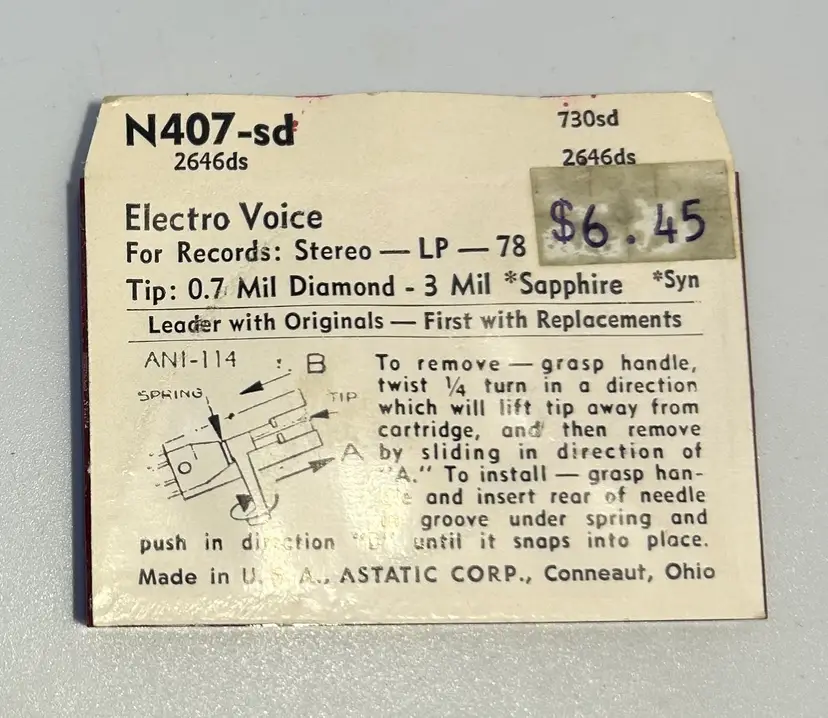 N407-sd 730sd
2646ds 2646ds
$6.45
Electro Voice
For Records: Stereo — LP — 78
Tip: 0.7 Mil Diamond - 3 Mil *Sapphire *Syn
Leader with Originals — First with Replacements
ANI-114
B
SPRING
TIP
A
To remove — grasp handle,
twist ¼ turn in a direction
which will lift tip away from
cartridge, and then remove
by sliding in direction of
"A." To install — grasp han-
and insert rear of needle
groove under spring and
push in direction "B" until it snaps into place.
Made in U. S. A., ASTATIC CORP., Conneaut, Ohio